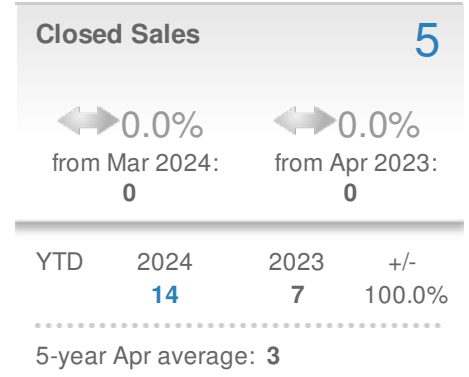 Closed Sales 5
0.0% 0.0%
from Mar 2024: from Apr 2023:
0 0
YTD 2024 2023 +/-
14 7 100.0%
5-year Apr average: 3